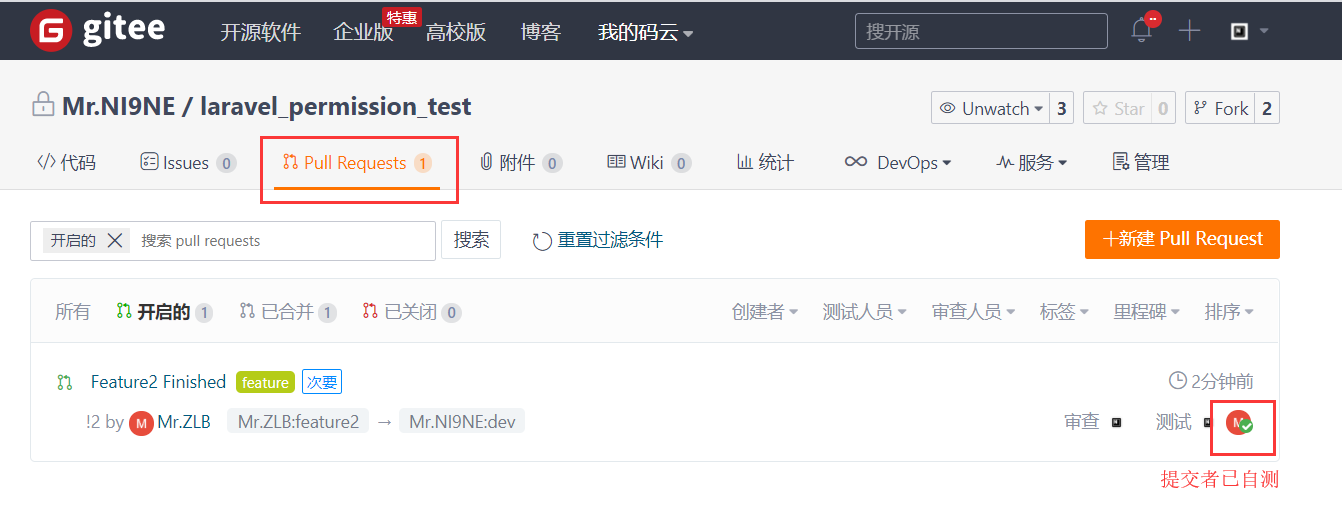 gitee 开源软件 企业版 特惠 高校版 博客 我的码云 搜开源
Mr.NI9NE / laravel_permission_test Unwatch 3 Star 0 Fork 2
代码 Issues 0 Pull Requests 1 附件 0 Wiki 0 统计 DevOps 服务 管理
开启的 搜索 pull requests 搜索 重置过滤条件 +新建 Pull Request
所有 开启的 1 已合并 1 已关闭 0 创建者 测试人员 审查人员 标签 里程碑 排序
Feature2 Finished feature 次要 2分钟前
!2 by M Mr.ZLB Mr.ZLB:feature2 → Mr.NI9NE:dev 审查 测试 M
提交者已自测